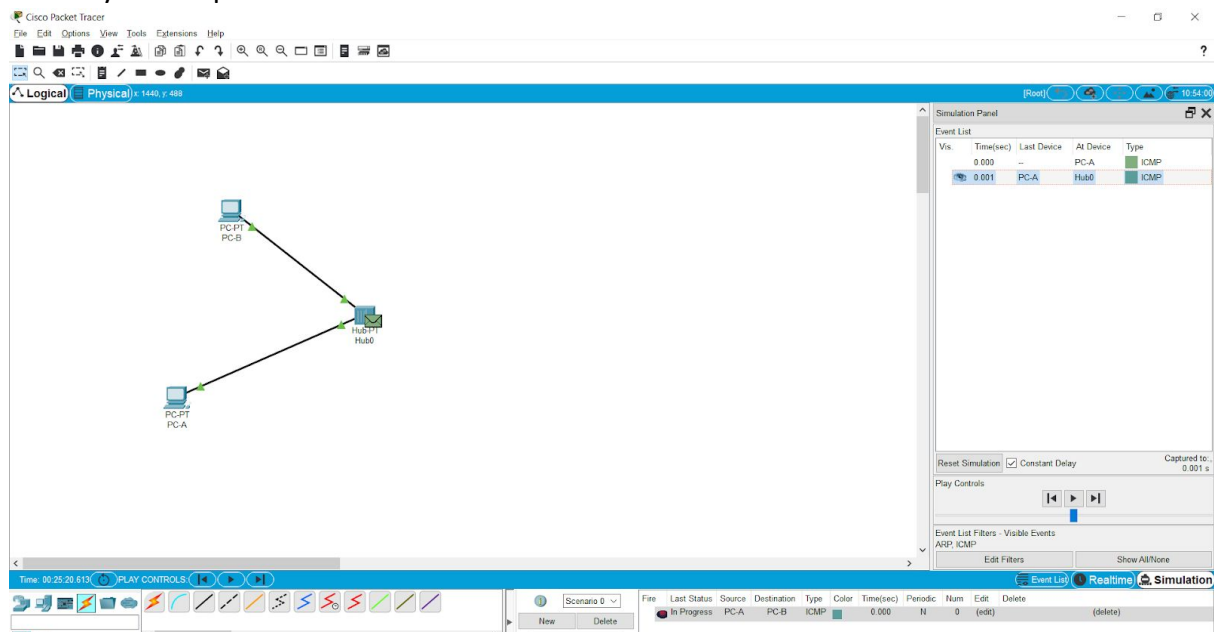 Cisco Packet Tracer
File Edit Options View Tools Extensions Help
?
Logical Physical x: 1440, y: 488 [Root] 10:54:00
Simulation Panel
Event List
Vis. Time(sec) Last Device At Device Type
0.000 -- PC-A ICMP
0.001 PC-A Hub0 ICMP
PC-PT
PC-B
Hub-PT
Hub0
PC-PT
PC-A
Reset Simulation Constant Delay Captured to:
0.001 s
Play Controls
Event List Filters - Visible Events
ARP, ICMP
Edit Filters Show All/None
Time: 00:25:20.613 PLAY CONTROLS: Event List Realtime Simulation
Scenario 0 Fire Last Status Source Destination Type Color Time(sec) Periodic Num Edit Delete
In Progress PC-A PC-B ICMP 0.000 N 0 (edit) (delete)
New Delete